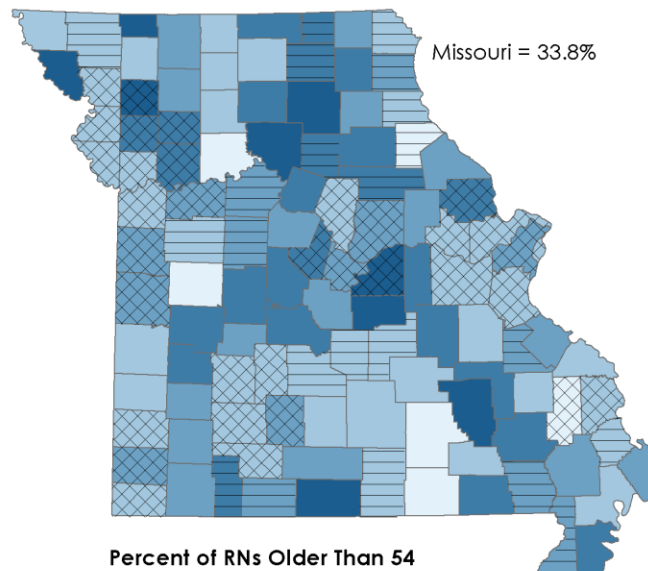 Missouri = 33.8%
Percent of RNs Older Than 54